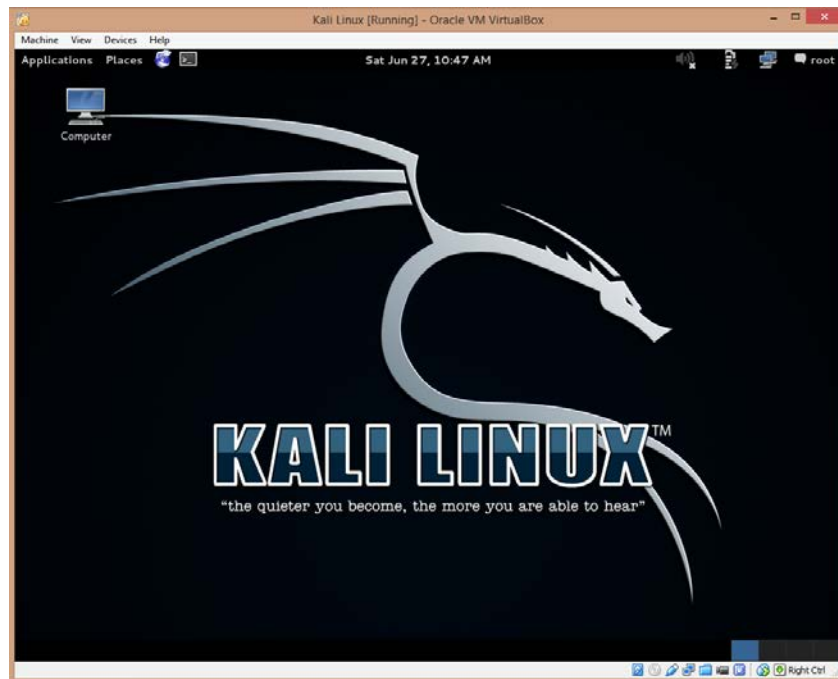 Kali Linux [Running] - Oracle VM VirtualBox
Machine View Devices Help
Applications Places Sat Jun 27, 10:47 AM root
Computer
KALI LINUX™
“the quieter you become, the more you are able to hear”
Right Ctrl